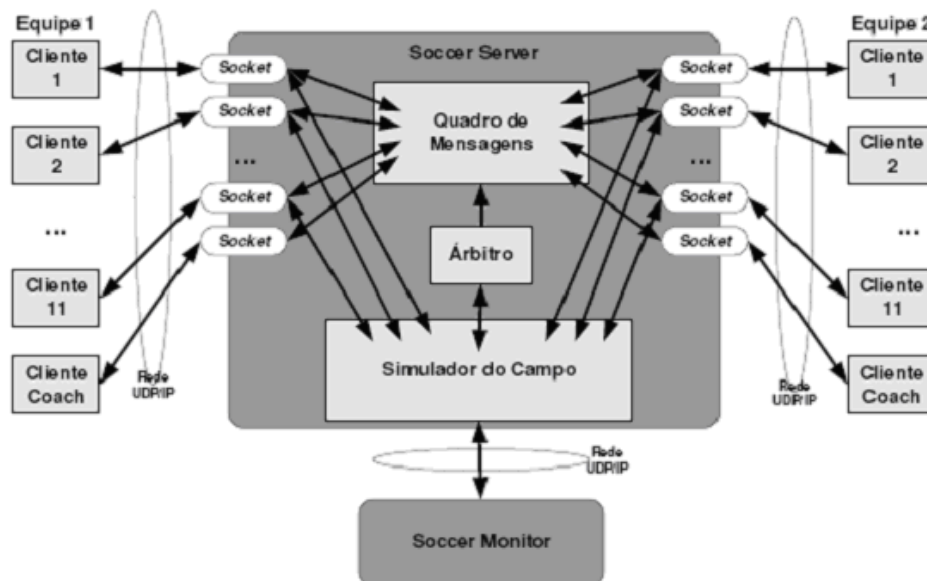 Equipe 1
Cliente
1
Cliente
2
...
Cliente
11
Cliente
Coach
Rede
UDP/IP
Soccer Server
Socket
Socket
...
Socket
Socket
Quadro de
Mensagens
Árbitro
Simulador do Campo
Socket
Socket
...
Socket
Socket
Rede
UDP/IP
Equipe 2
Cliente
1
Cliente
2
...
Cliente
11
Cliente
Coach
Rede
UDP/IP
Soccer Monitor